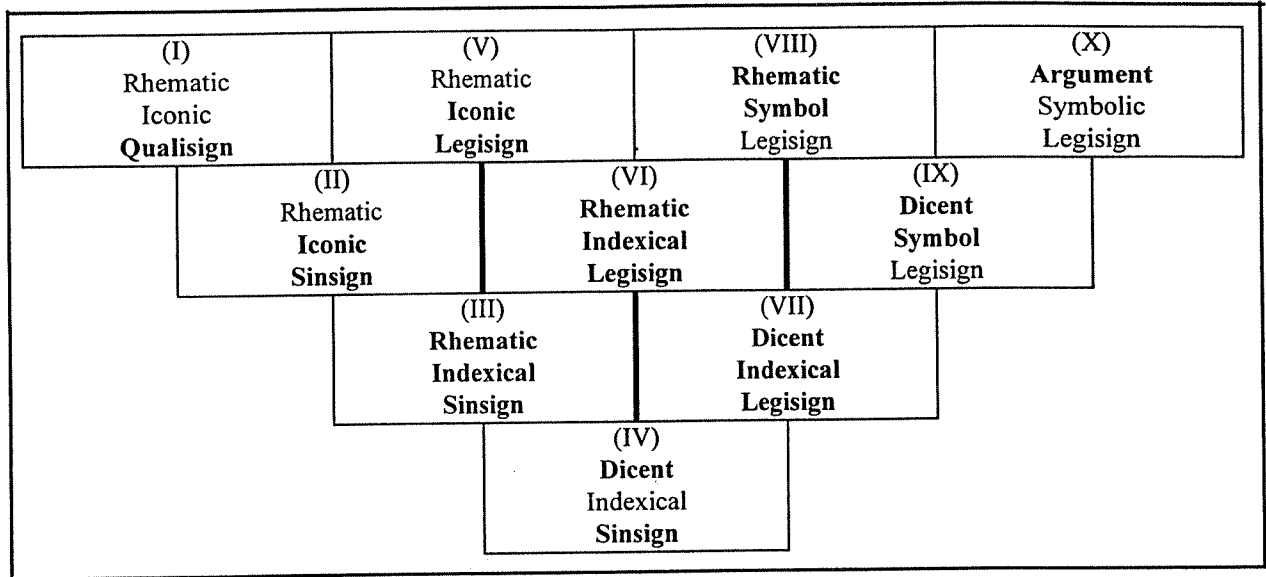 (I)
Rhematic
Iconic
Qualisign
(V)
Rhematic
Iconic
Legisign
(VIII)
Rhematic
Symbol
Legisign
(X)
Argument
Symbolic
Legisign
(II)
Rhematic
Iconic
Sinsign
(VI)
Rhematic
Indexical
Legisign
(IX)
Dicent
Symbol
Legisign
(III)
Rhematic
Indexical
Sinsign
(VII)
Dicent
Indexical
Legisign
(IV)
Dicent
Indexical
Sinsign